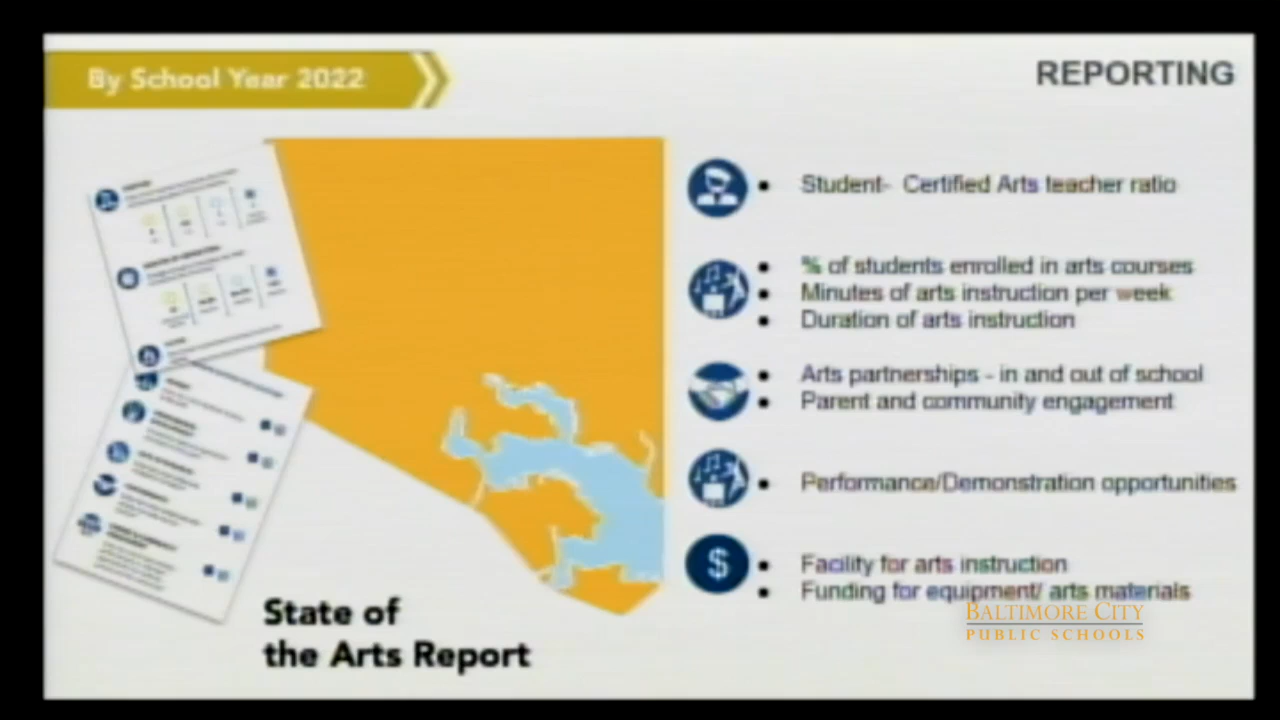 By School Year 2022
REPORTING
Student- Certified Arts teacher ratio
% of students enrolled in arts courses
Minutes of arts instruction per week
Duration of arts instruction
Arts partnerships - in and out of school
Parent and community engagement
Performance/Demonstration opportunities
$
Facility for arts instruction
Funding for equipment/ arts materials
State of
the Arts Report
BALTIMORE CITY
PUBLIC SCHOOLS